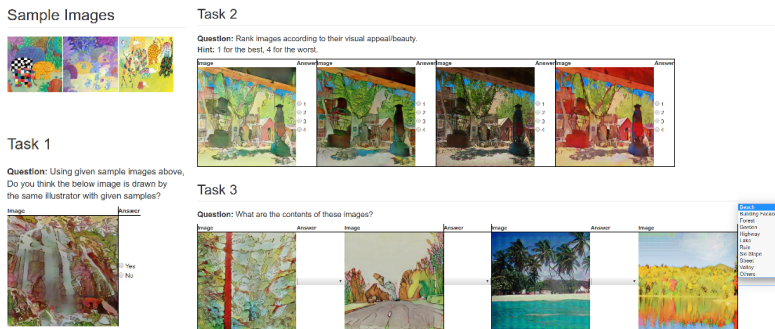 Sample Images
Task 1
Question: Using given sample images above,
Do you think the below image is drawn by
the same illustrator with given samples?
Image Answer
Yes
No
Task 2
Question: Rank images according to their visual appeal/beauty.
Hint: 1 for the best, 4 for the worst.
Image Answer Image Answer Image Answer Image Answer
1 1 1 1
2 2 2 2
3 3 3 3
4 4 4 4
Task 3
Question: What are the contents of these images?
Image Answer Image Answer Image Answer Image
Beach
Building Facade
Forest
Garden
Highway
Lake
Ski Slope
Street
Valley
Others